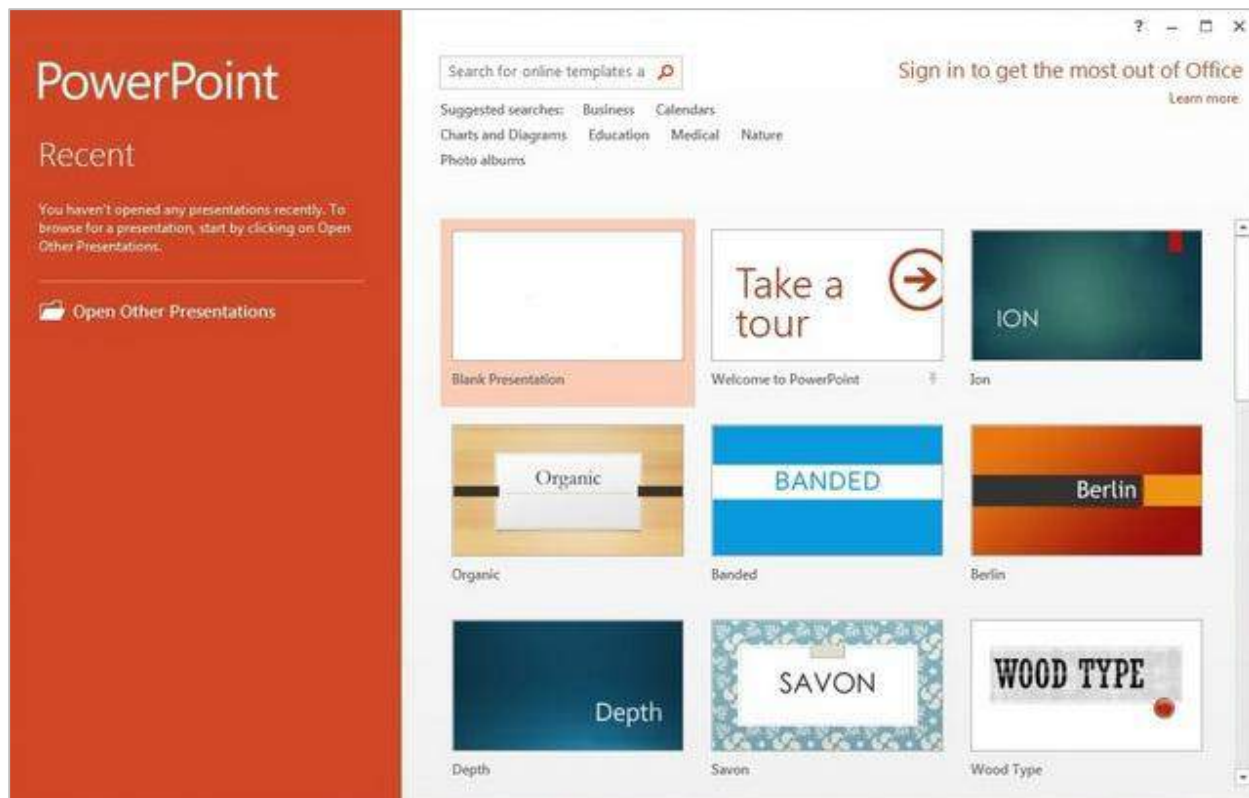 ?
PowerPoint
Recent
You haven't opened any presentations recently. To
browse for a presentation, start by clicking on Open
Other Presentations.
Open Other Presentations
Search for online templates a
Sign in to get the most out of Office
Learn more
Suggested searches: Business Calendars
Charts and Diagrams Education Medical Nature
Photo albums
Blank Presentation
Take a
tour
Welcome to PowerPoint
ION
Ion
Organic
Organic
BANDED
Banded
Berlin
Berlin
Depth
Depth
SAVON
Savon
WOOD TYPE
Wood Type